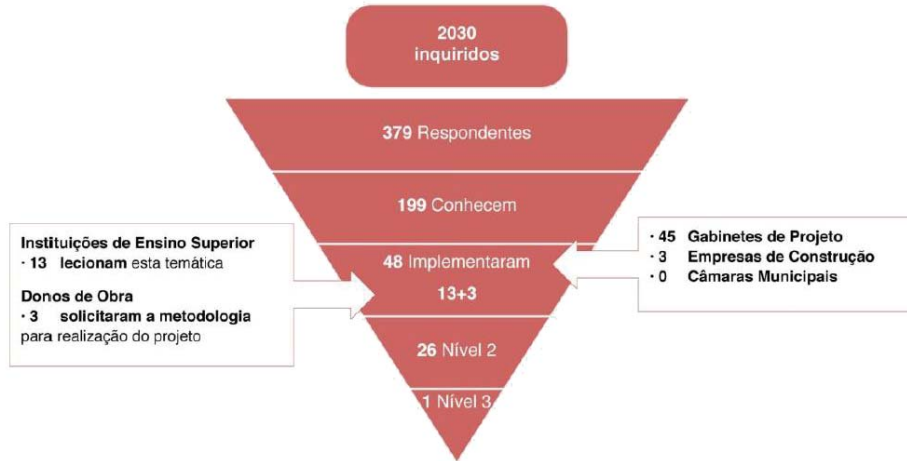 2030
inquiridos
379 Respondentes
199 Conhecem
48 Implementaram
13+3
26 Nível 2
1 Nível 3
Instituições de Ensino Superior
· 13 lecionam esta temática
Donos de Obra
· 3 solicitaram a metodologia
para realização do projeto
· 45 Gabinetes de Projeto
· 3 Empresas de Construção
· 0 Câmaras Municipais